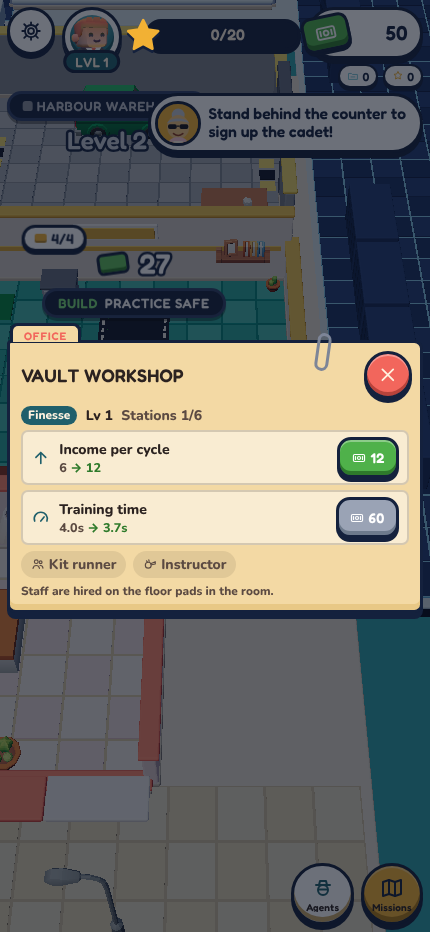 0/20
50
LVL 1
0
0
HARBOUR WAREH
Level 2
Stand behind the counter to
sign up the cadet!
4/4
27
BUILD PRACTICE SAFE
OFFICE
VAULT WORKSHOP
Finesse Lv 1 Stations 1/6
Income per cycle
6 → 12
12
Training time
4.0s → 3.7s
60
Kit runner
Instructor
Staff are hired on the floor pads in the room.
Agents
Missions